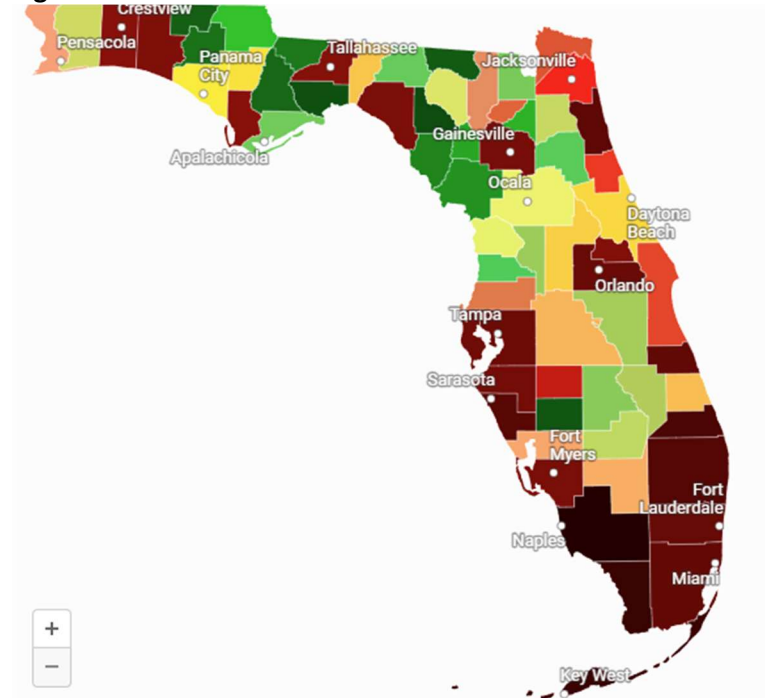 Crestview
Pensacola
Panama
City
Tallahassee
Jacksonville
Apalachicola
Gainesville
Ocala
Daytona
Beach
Orlando
Tampa
Sarasota
Fort
Myers
Fort
Lauderdale
Naples
Miami
+
−
Key West